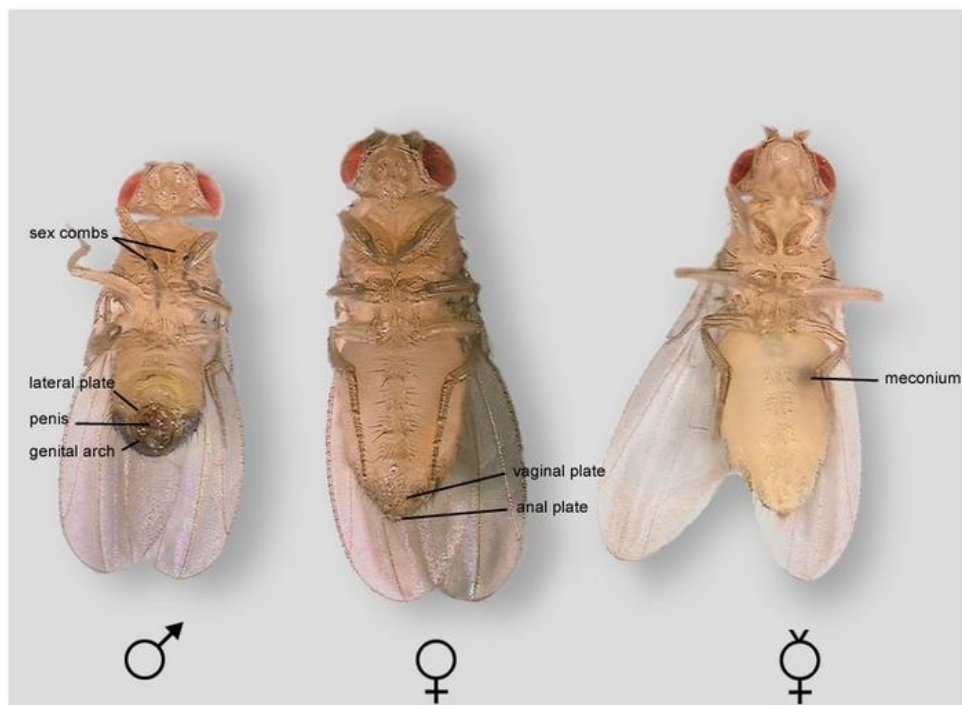 sex combs
lateral plate
penis
genital arch
vaginal plate
anal plate
meconium